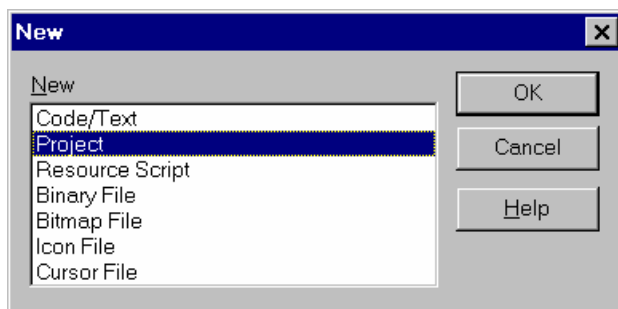 New
New
OK
Code/Text
Project
Cancel
Resource Script
Binary File
Help
Bitmap File
Icon File
Cursor File